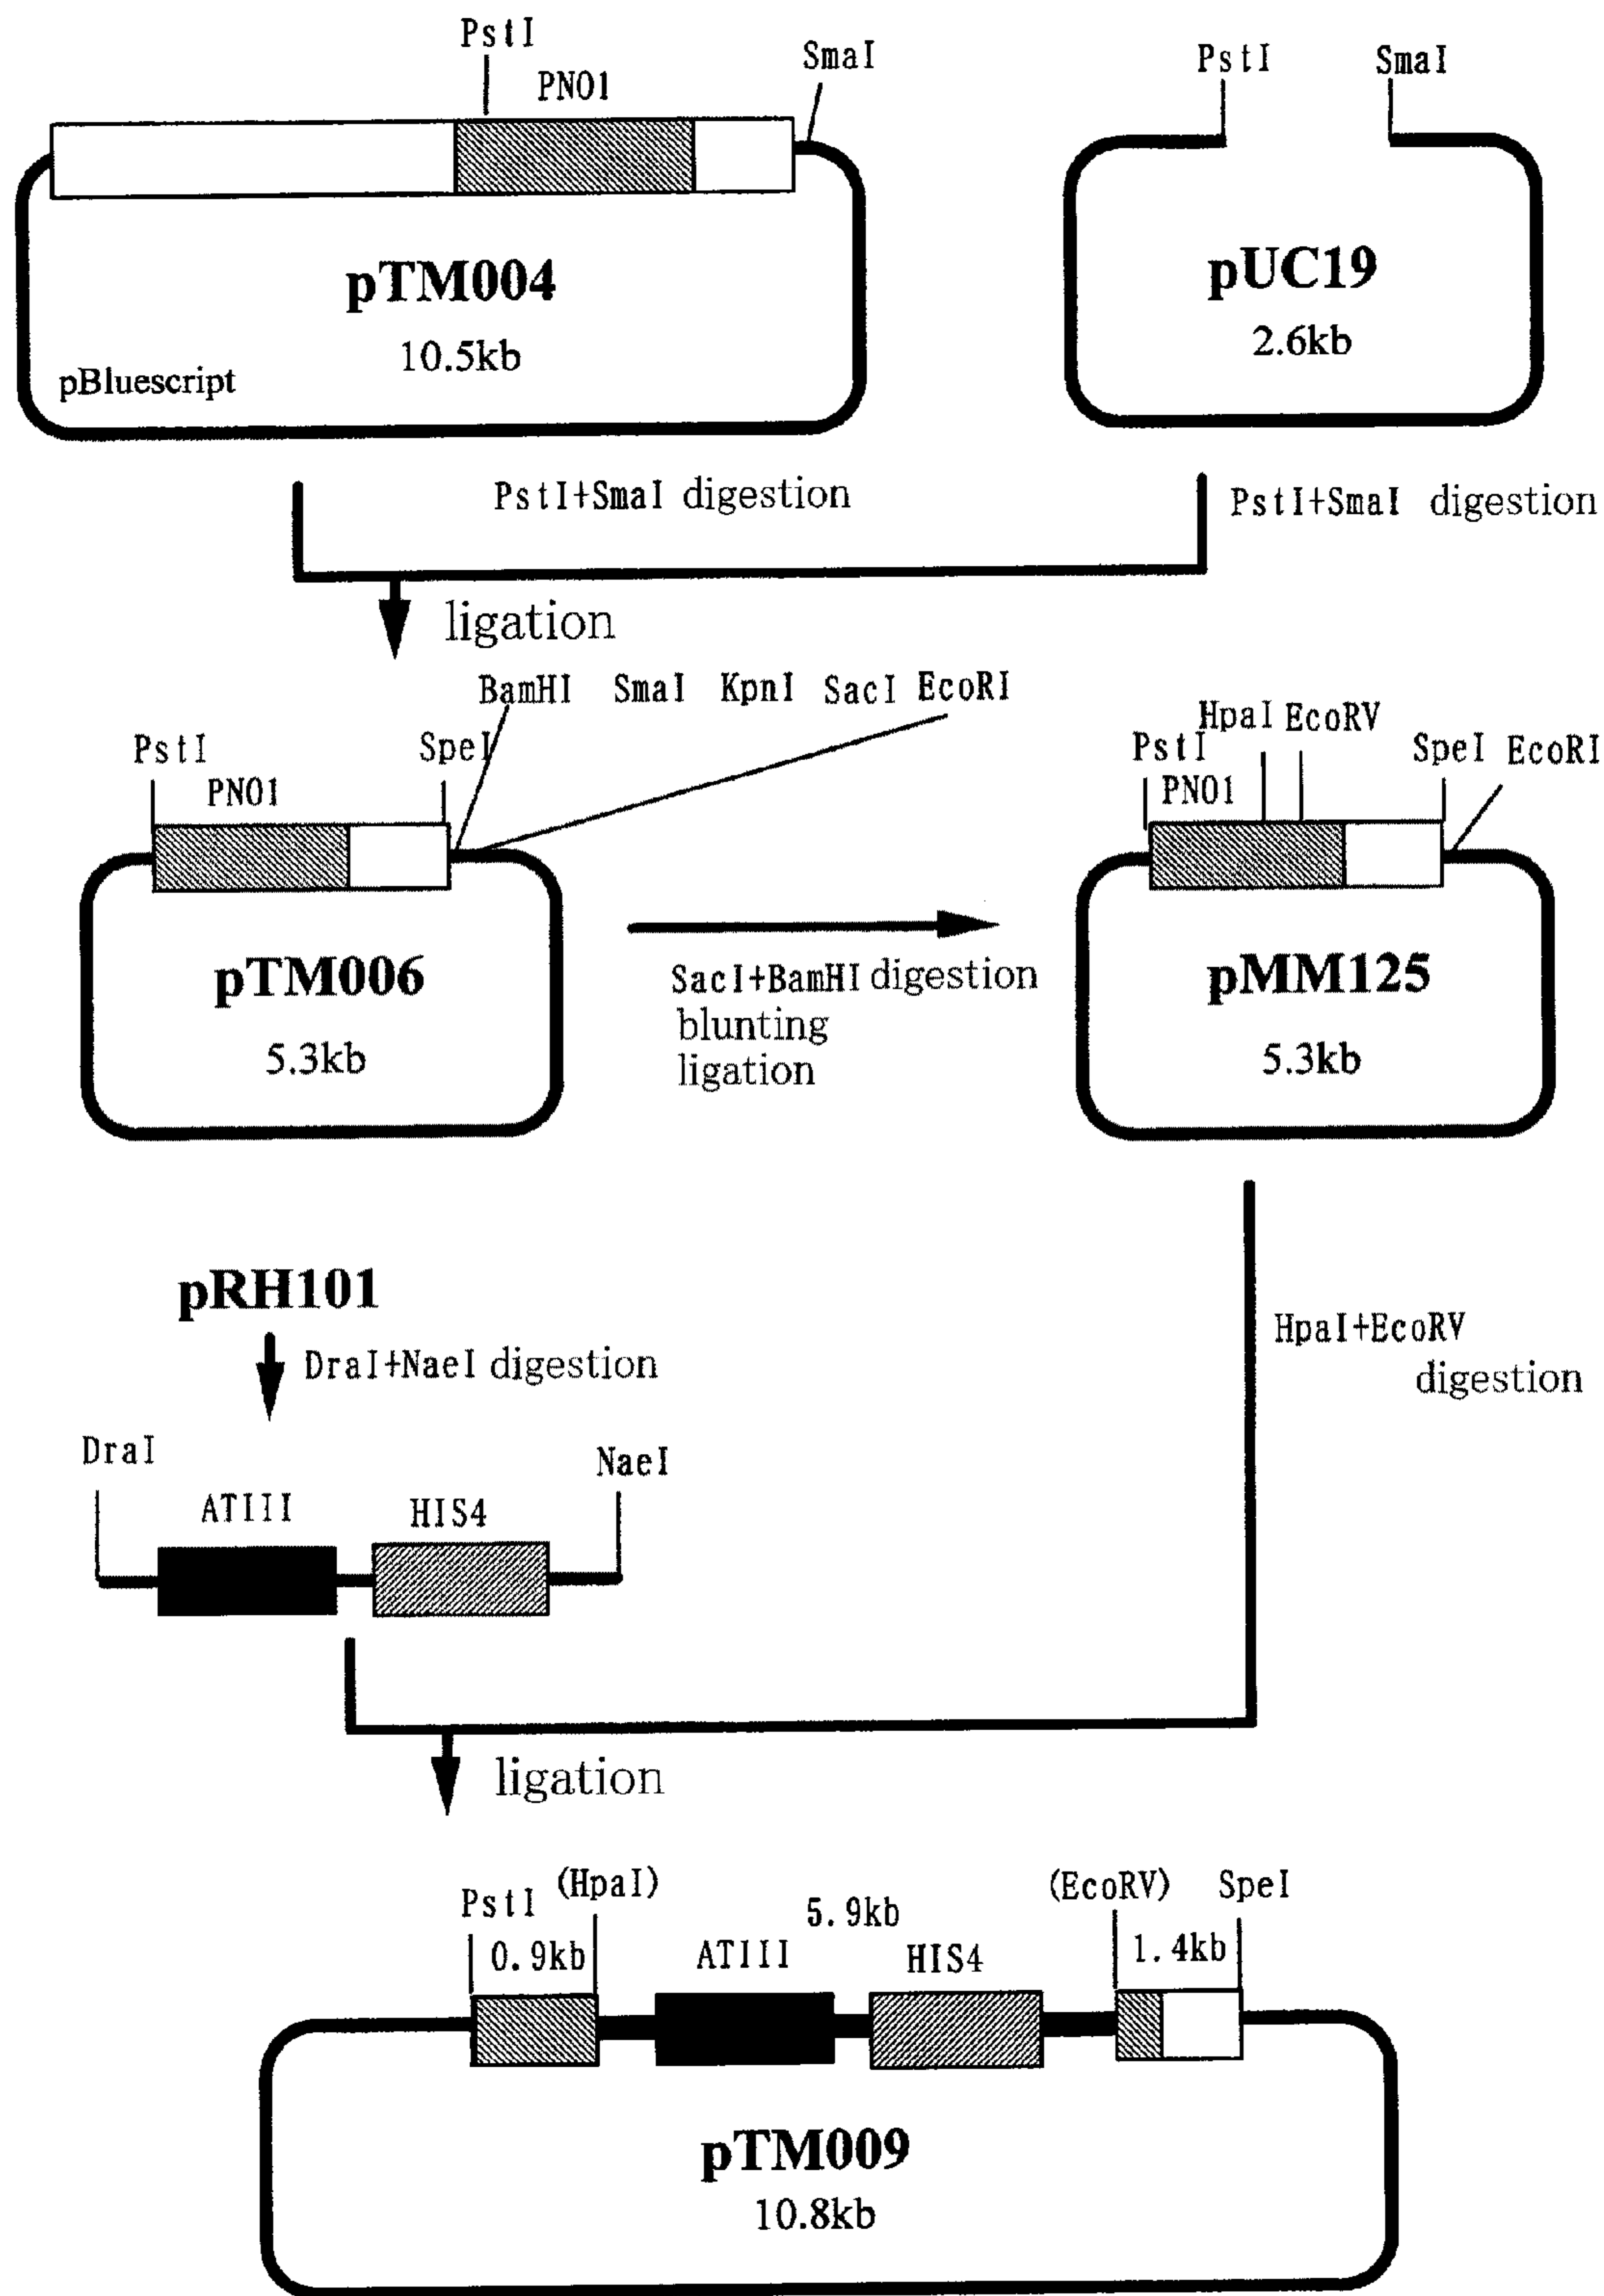 PstI
SmaI
PNO1
pTM004
10.5kb
pBluescript
PstI SmaI
pUC19
2.6kb
PstI+SmaI digestion
PstI+SmaI digestion
ligation
BamHI SmaI KpnI SacI EcoRI
PstI
SpeI
PNO1
pTM006
5.3kb
SacI+BamHI digestion
blunting
ligation
HpaI EcoRV
PstI
SpeI EcoRI
PNO1
pMM125
5.3kb
pRH101
DraI+NaeI digestion
HpaI+EcoRV
digestion
DraI
NaeI
ATIII
HIS4
ligation
PstI (HpaI)
(EcoRV) SpeI
5.9kb
0.9kb
ATIII
HIS4
1.4kb
pTM009
10.8kb